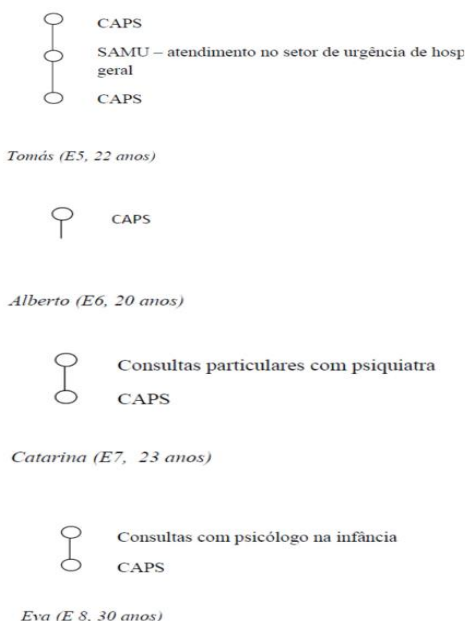 CAPS
SAMU – atendimento no setor de urgência de hosp
geral
CAPS
Tomás (E5, 22 anos)
CAPS
Alberto (E6, 20 anos)
Consultas particulares com psiquiatra
CAPS
Catarina (E7, 23 anos)
Consultas com psicólogo na infância
CAPS
Eva (E 8, 30 anos)